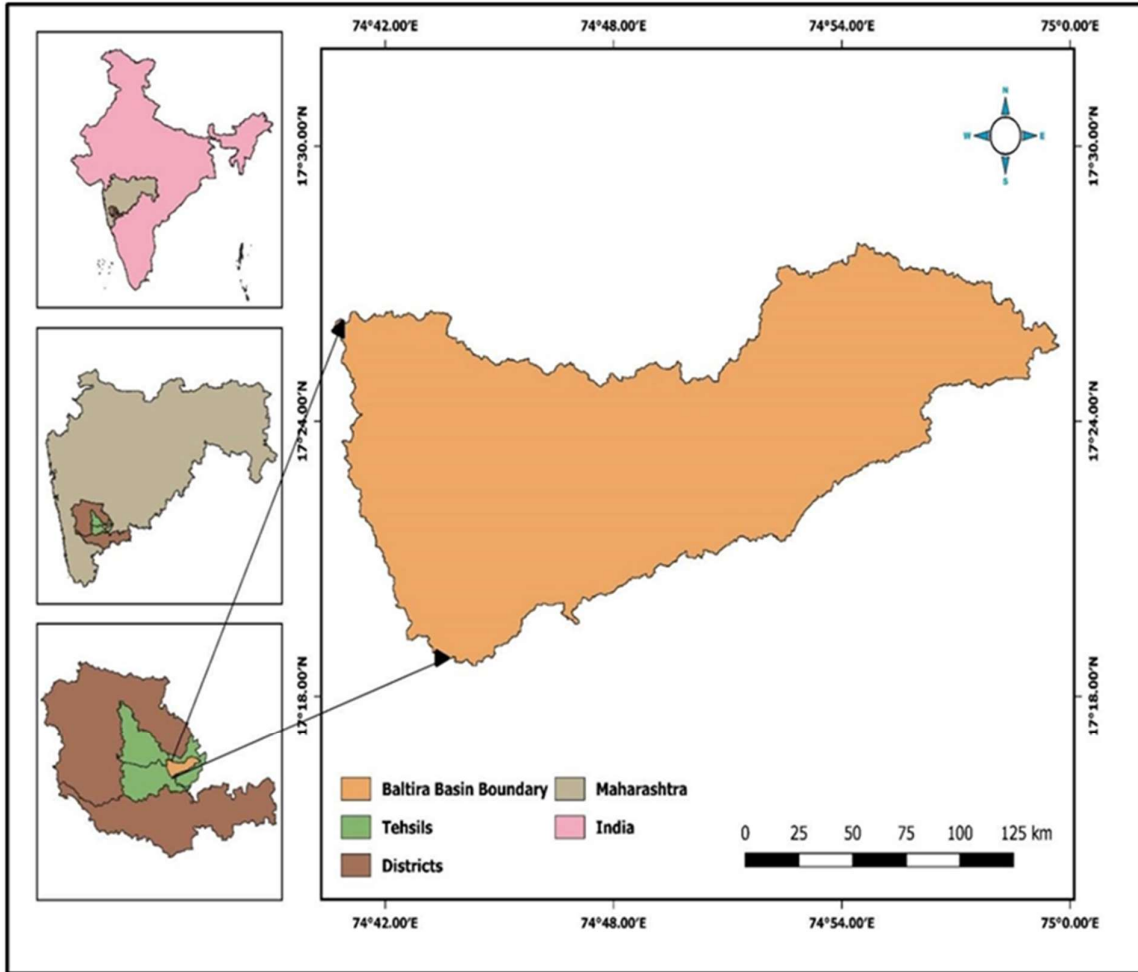 74°42.00′E 74°48.00′E 74°54.00′E 75°0.00′E
N
W E
S
17°30.00′N 17°30.00′N
17°24.00′N 17°24.00′N
17°18.00′N 17°18.00′N
Baltira Basin Boundary Maharashtra
Tehsils India
Districts
0 25 50 75 100 125 km
74°42.00′E 74°48.00′E 74°54.00′E 75°0.00′E